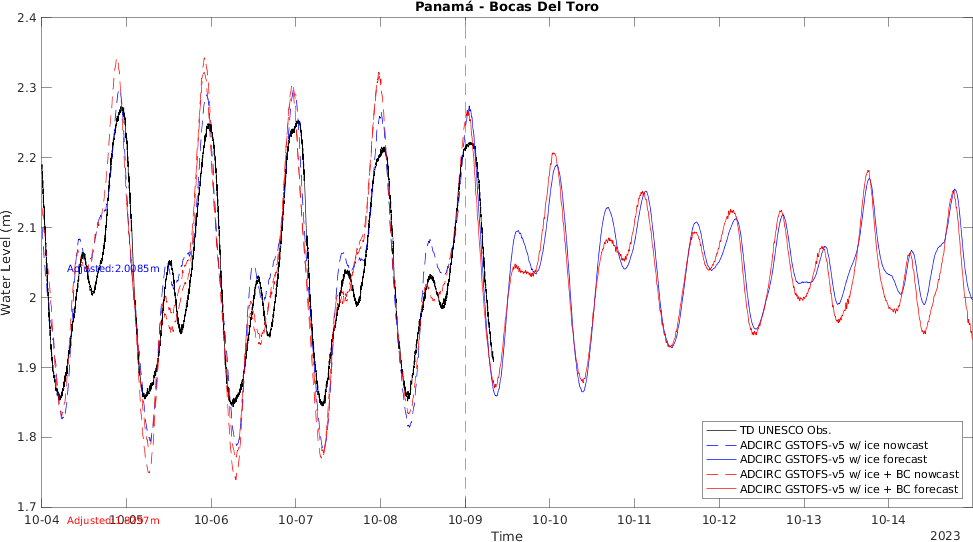 Panamá - Bocas Del Toro
Water Level (m)
2.4
2.3
2.2
2.1
2
1.9
1.8
1.7
Adjusted:2.0085m
TD UNESCO Obs.
ADCIRC GSTOFS-v5 w/ ice nowcast
ADCIRC GSTOFS-v5 w/ ice forecast
ADCIRC GSTOFS-v5 w/ ice + BC nowcast
ADCIRC GSTOFS-v5 w/ ice + BC forecast
10-04 10-05 10-06 10-07 10-08 10-09 10-10 10-11 10-12 10-13 10-14
Time
2023